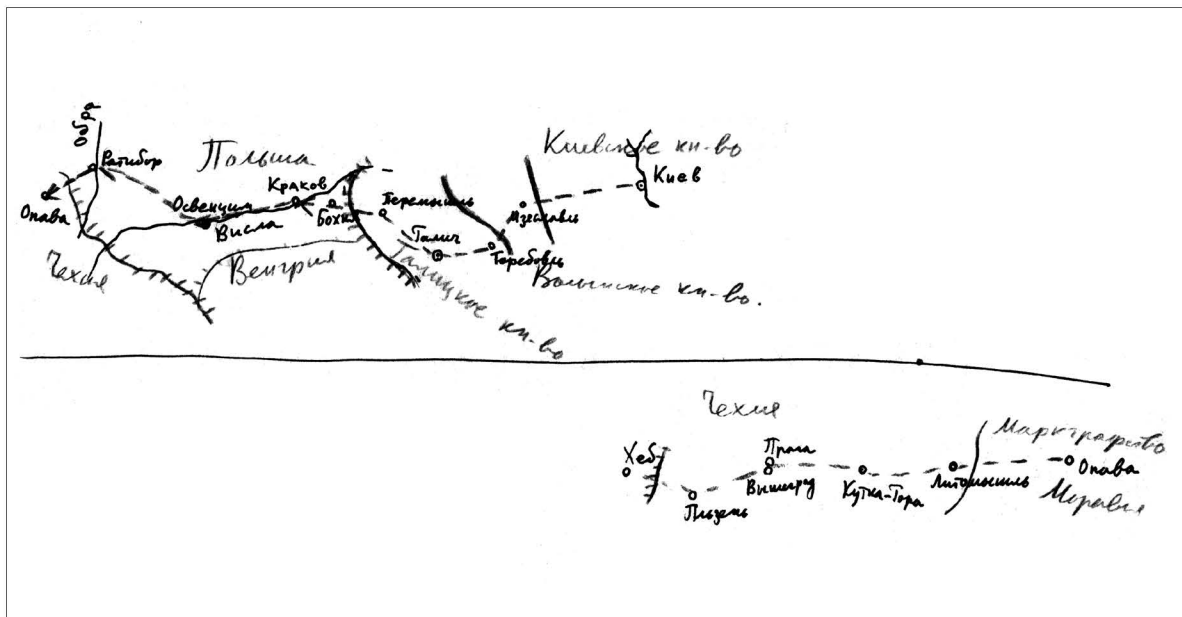 Одра
Ратибор
Польша
Опава
Освенцим
Висла
Краков
Бохня
Перемышль
Галич
Теребовль
Мзеславль
Киевское кн-во
Киев
Чехия
Венгрия
Галицкое кн-во
Волынское кн-во.
Чехия
Хеб
Пльзень
Прага
Вышеград
Кутна-Гора
Литомышль
Маркграфство
Опава
Моравия